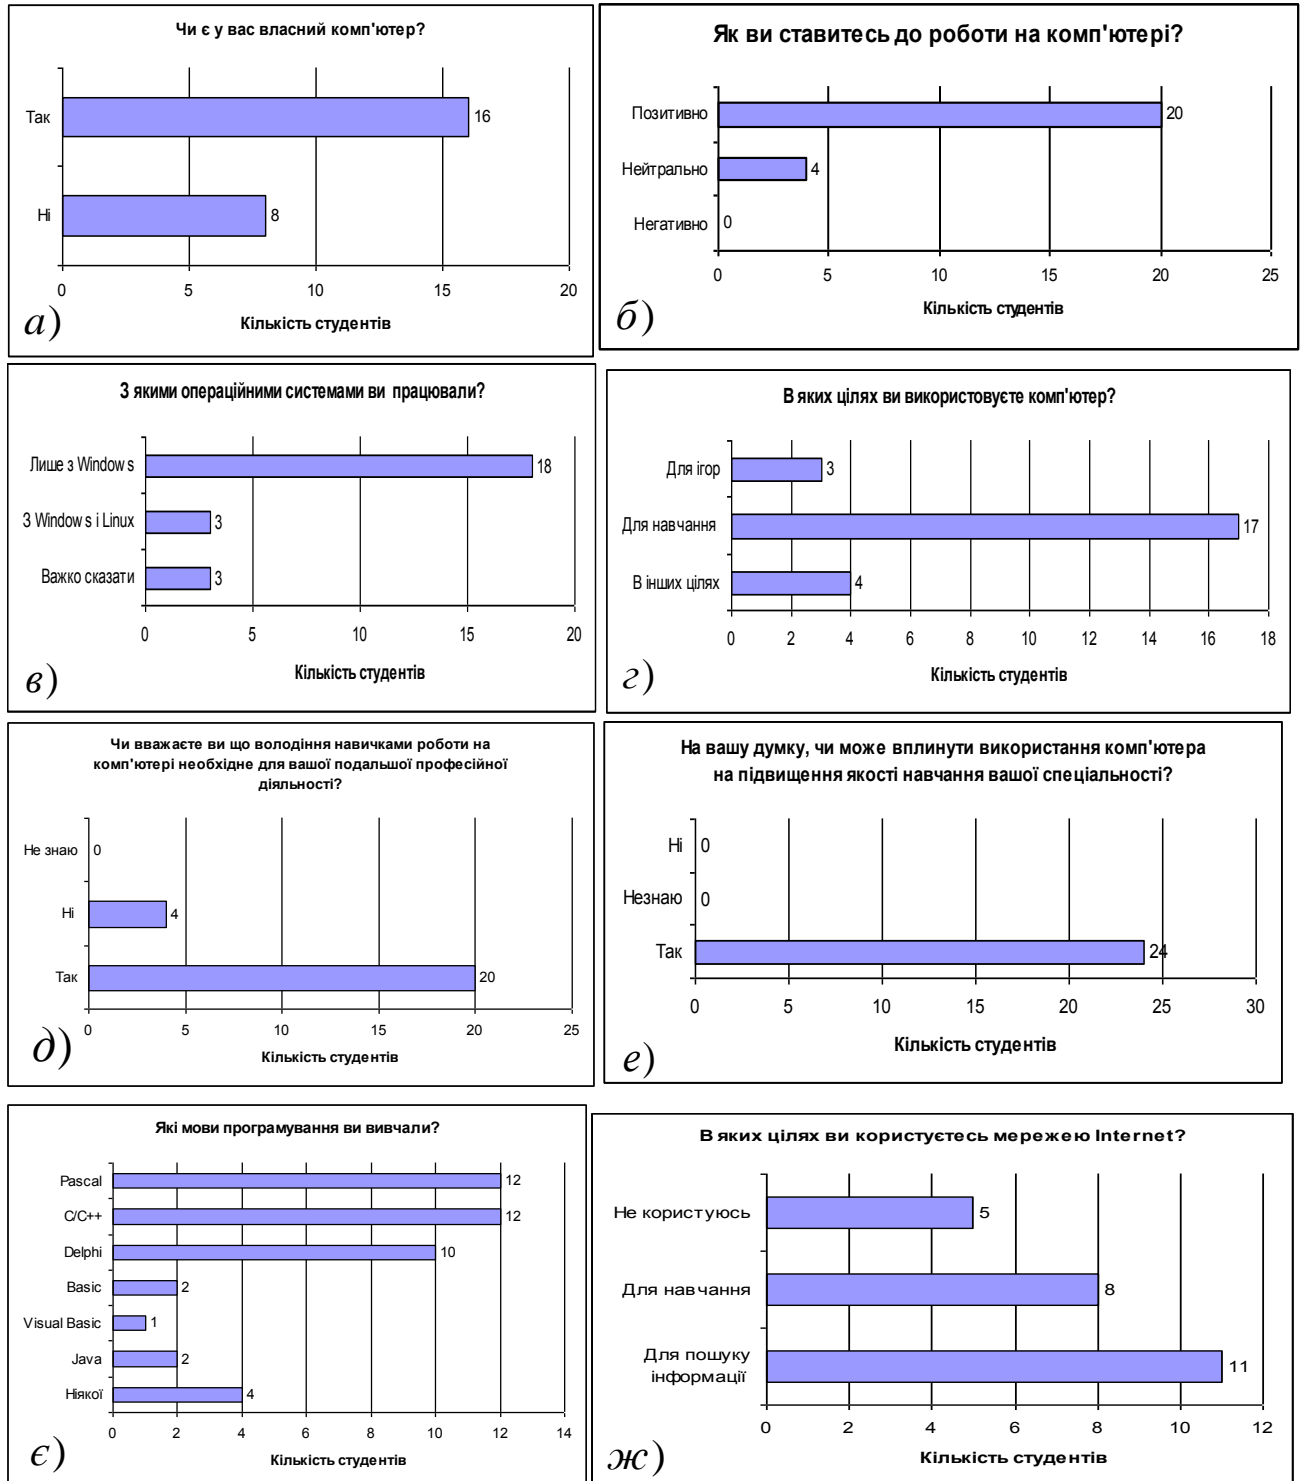 Чи є у вас власний комп'ютер?
Так
16
Ні
8
0 5 10 15 20
Кількість студентів
а)
Як ви ставитесь до роботи на комп'ютері?
Позитивно
20
Нейтрально
4
Негативно
0
0 5 10 15 20 25
Кількість студентів
б)
З якими операційними системами ви працювали?
Лише з Windows
18
З Windows і Linux
3
Важко сказати
3
0 5 10 15 20
Кількість студентів
в)
В яких цілях ви використовуєте комп'ютер?
Для ігор
3
Для навчання
17
В інших цілях
4
0 2 4 6 8 10 12 14 16 18
Кількість студентів
г)
Чи вважаєте ви що володіння навичками роботи на
комп'ютері необхідне для вашої подальшої професійної
діяльності?
Не знаю
0
Ні
4
Так
20
0 5 10 15 20 25
Кількість студентів
д)
На вашу думку, чи може вплинути використання комп'ютера
на підвищення якості навчання вашої спеціальності?
Ні
0
Незнаю
0
Так
24
0 5 10 15 20 25 30
Кількість студентів
е)
Які мови програмування ви вивчали?
Pascal
12
C/C++
12
Delphi
10
Basic
2
Visual Basic
1
Java
2
Ніякої
4
0 2 4 6 8 10 12 14
Кількість студентів
є)
В яких цілях ви користуєтесь мережею Internet?
Не користуюсь
5
Для навчання
8
Для пошуку
інформації
11
0 2 4 6 8 10 12
Кількість студентів
ж)